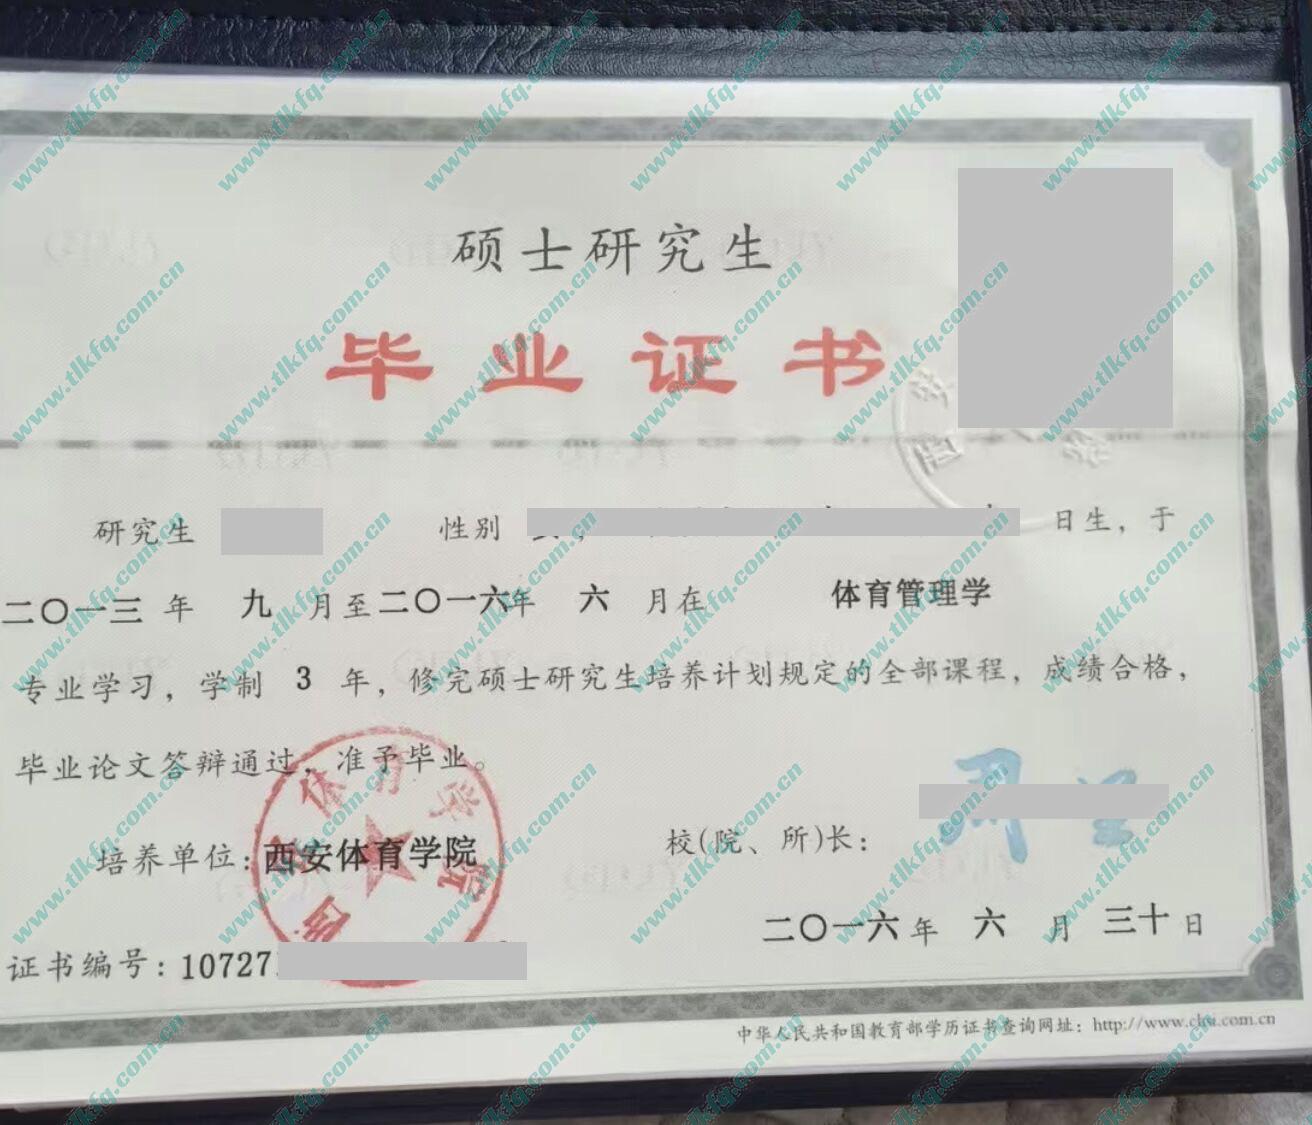 硕士研究生
毕业证书
研究生 性别 日生，于
二〇一三年 九 月至二〇一六年 六 月在 体育管理学
专业学习，学制 3 年，修完硕士研究生培养计划规定的全部课程，成绩合格，
毕业论文答辩通过，准予毕业。
培养单位：西安体育学院
校(院、所)长：
二〇一六年 六 月 三十 日
证书编号：10727
中华人民共和国教育部学历证书查询网址：http://www.chsi.com.cn
www.tlkfq.com.cn